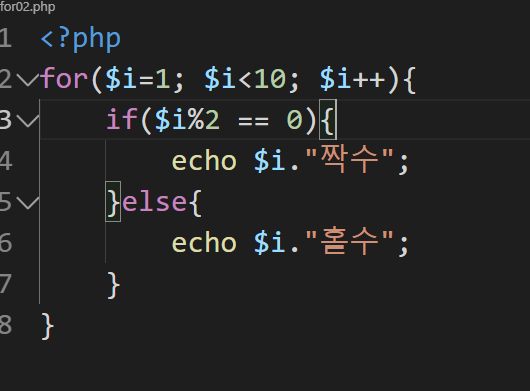 for02.php
1 <?php
2 for($i=1; $i<10; $i++){
3 if($i%2 == 0){
4 echo $i."짝수";
5 }else{
6 echo $i."홑수";
7 }
8 }